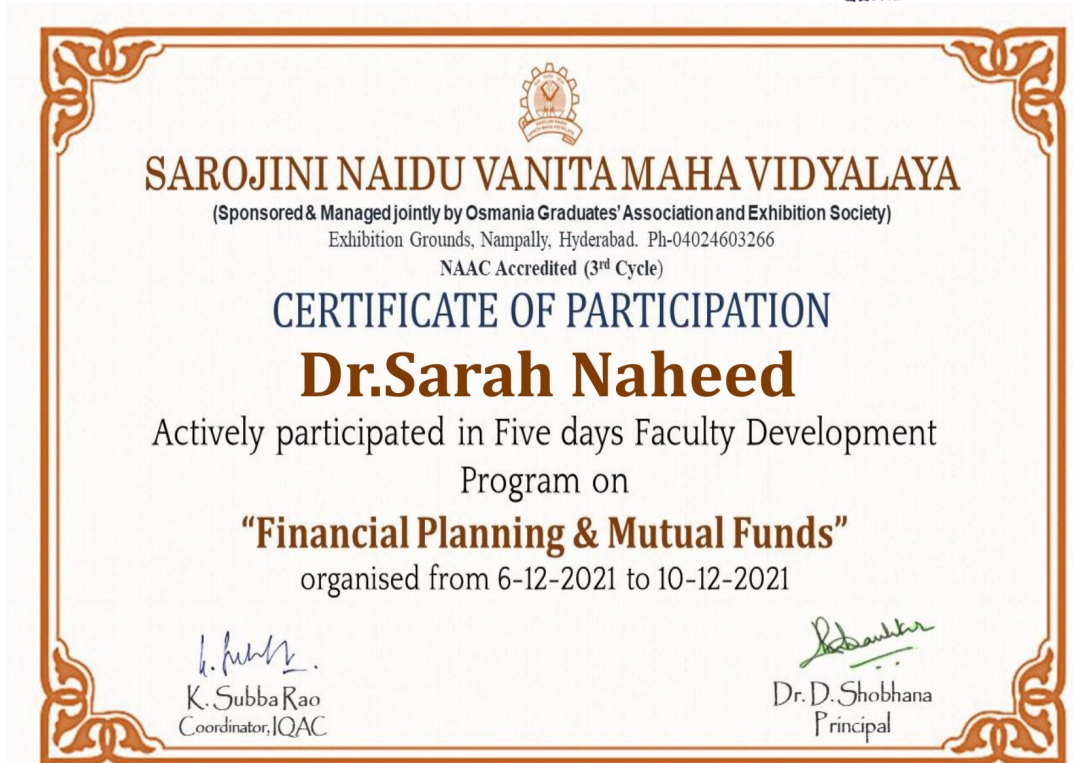 SAROJINI NAIDU VANITA MAHA VIDYALAYA
(Sponsored & Managed jointly by Osmania Graduates' Association and Exhibition Society)
Exhibition Grounds, Nampally, Hyderabad. Ph-04024603266
NAAC Accredited (3rd Cycle)
CERTIFICATE OF PARTICIPATION
Dr.Sarah Naheed
Actively participated in Five days Faculty Development
Program on
“Financial Planning & Mutual Funds”
organised from 6-12-2021 to 10-12-2021
K. Subba Rao
Coordinator, IQAC
Dr. D. Shobhana
Principal